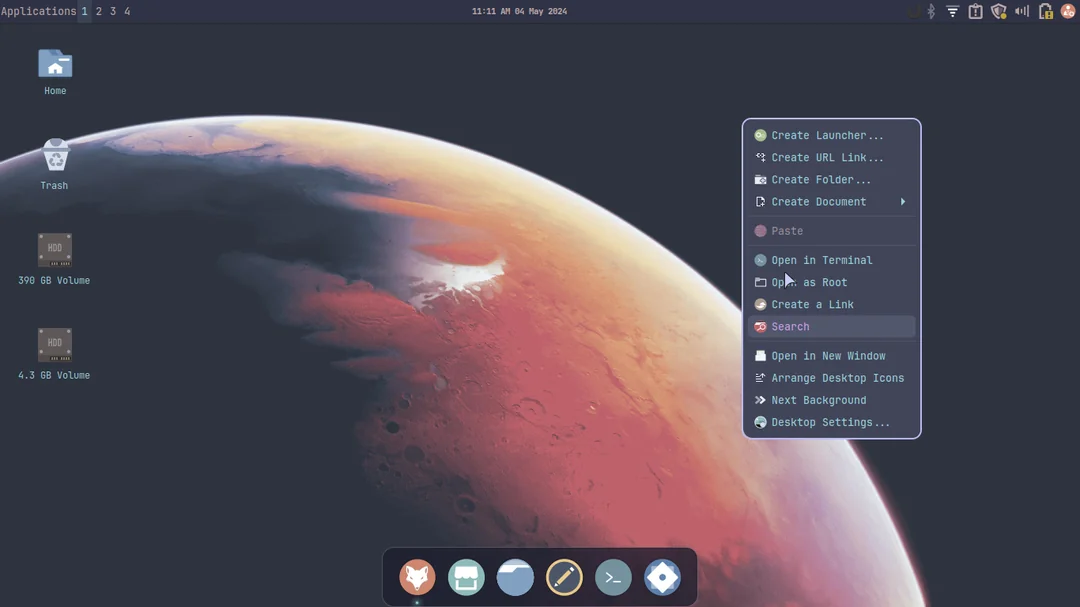 Applications 1 2 3 4
11:11 AM 04 May 2024
Home
Trash
HDD
390 GB Volume
HDD
4.3 GB Volume
Create Launcher...
Create URL Link...
Create Folder...
Create Document
Paste
Open in Terminal
as Root
Create a Link
Search
Open in New Window
Arrange Desktop Icons
Next Background
Desktop Settings...